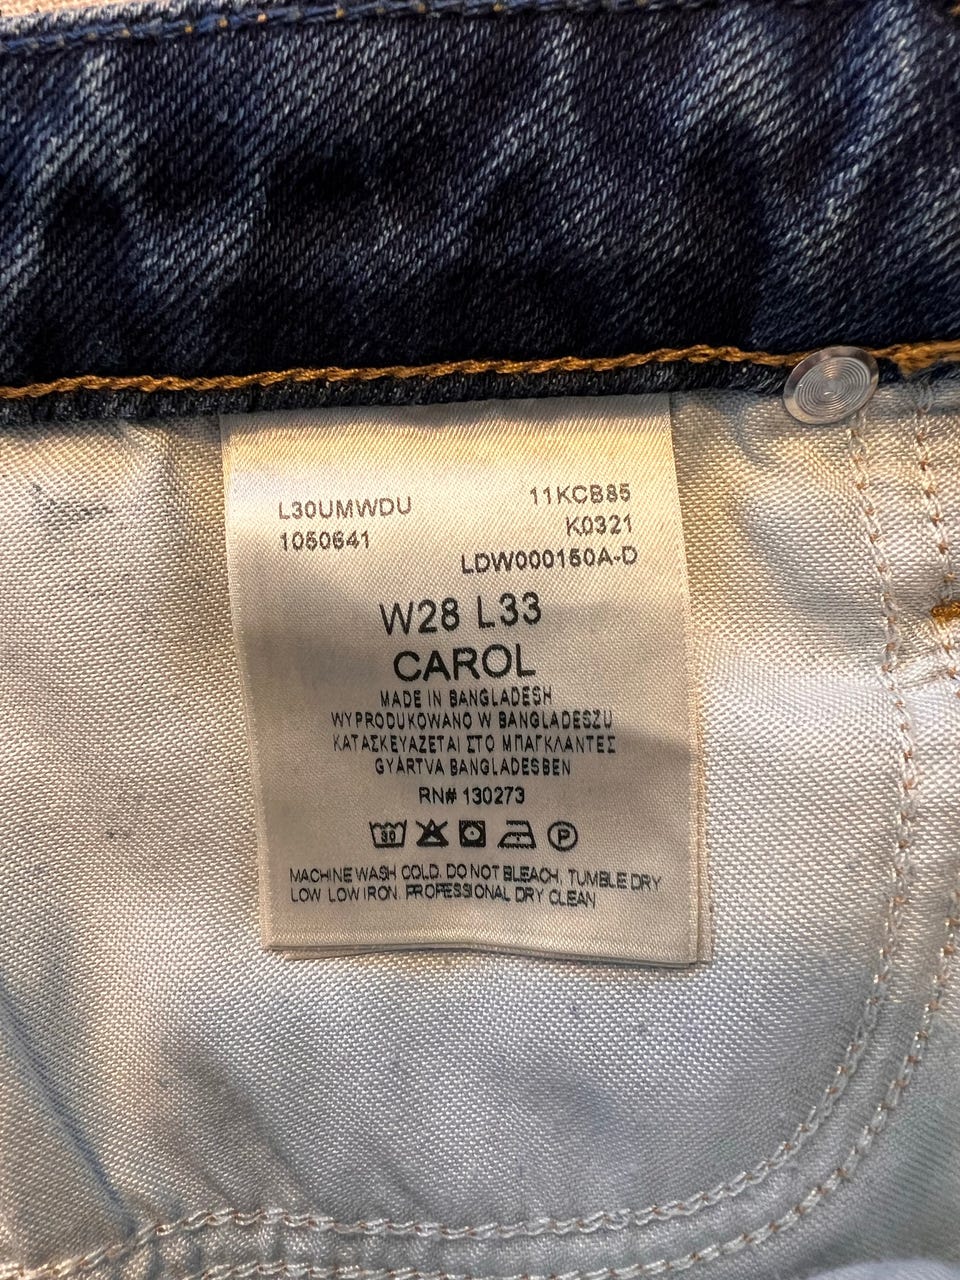 L30UMWDU 11KCB85
1050641 K0321
LDW000150A-D
W28 L33
CAROL
MADE IN BANGLADESH
WYPRODUKOWANO W BANGLADESZU
ΚΑΤΑΣΚΕΥΑΖΕΤΑΙ ΣΤΟ ΜΠΑΓΚΛΑΝΤΕΣ
GYÁRTVA BANGLADESBEN
RN# 130273
30 P
MACHINE WASH COLD. DO NOT BLEACH, TUMBLE DRY
LOW LOW IRON. PROFESSIONAL DRY CLEAN